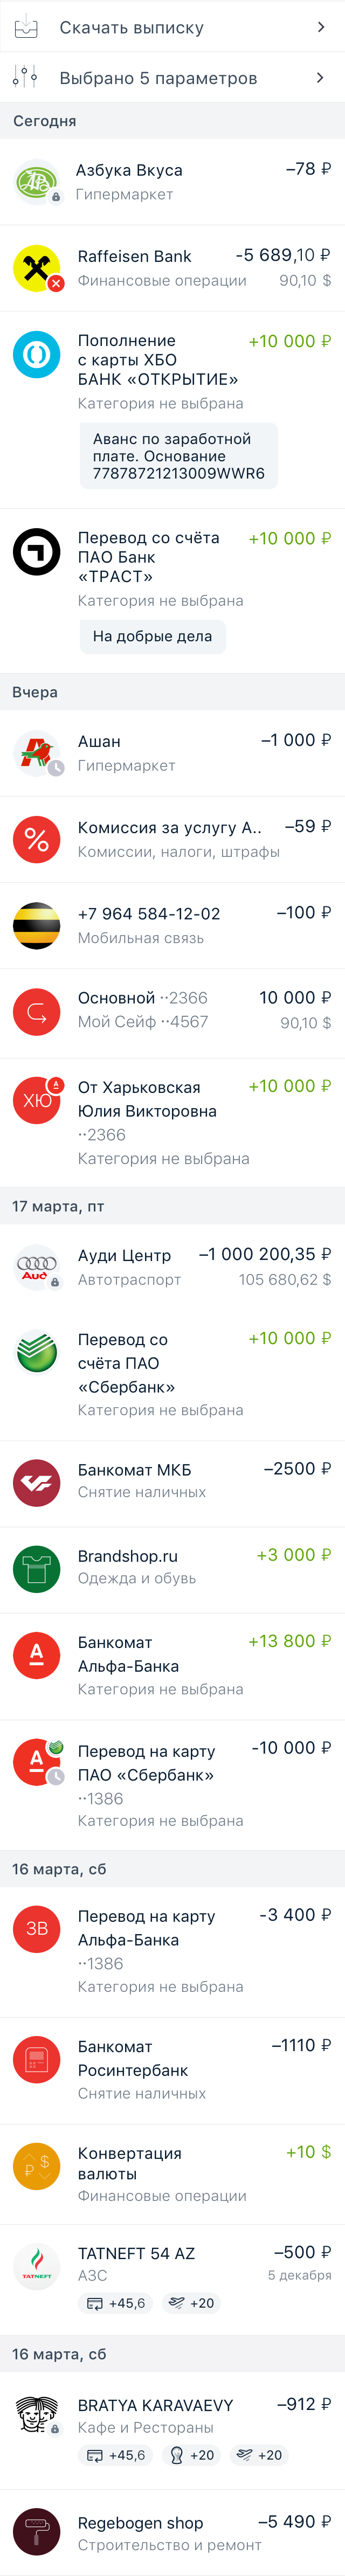 Скачать выписку
Выбрано 5 параметров
Сегодня
Азбука Вкуса –78 ₽
Гипермаркет
Raffeisen Bank -5 689,10 ₽
Финансовые операции 90,10 $
Пополнение +10 000 ₽
с карты ХБО
БАНК «ОТКРЫТИЕ»
Категория не выбрана
Аванс по заработной
плате. Основание
77878721213009WWR6
Перевод со счёта +10 000 ₽
ПАО Банк
«ТРАСТ»
Категория не выбрана
На добрые дела
Вчера
Ашан –1 000 ₽
Гипермаркет
Комиссия за услугу А.. –59 ₽
Комиссии, налоги, штрафы
+7 964 584-12-02 –100 ₽
Мобильная связь
Основной ··2366 10 000 ₽
Мой Сейф ··4567 90,10 $
ХЮ
От Харьковская +10 000 ₽
Юлия Викторовна
··2366
Категория не выбрана
17 марта, пт
Ауди Центр –1 000 200,35 ₽
Audi
Автотраспорт 105 680,62 $
Перевод со +10 000 ₽
счёта ПАО
«Сбербанк»
Категория не выбрана
Банкомат МКБ –2500 ₽
Снятие наличных
Brandshop.ru +3 000 ₽
Одежда и обувь
А
Банкомат +13 800 ₽
Альфа-Банка
Категория не выбрана
А
Перевод на карту -10 000 ₽
ПАО «Сбербанк»
··1386
Категория не выбрана
16 марта, сб
ЗВ
Перевод на карту -3 400 ₽
Альфа-Банка
··1386
Категория не выбрана
Банкомат –1110 ₽
Росинтербанк
Снятие наличных
₽ $
Конвертация +10 $
валюты
Финансовые операции
TATNEFT
TATNEFT 54 AZ –500 ₽
АЗС 5 декабря
+45,6 +20
16 марта, сб
BRATYA KARAVAEVY –912 ₽
Кафе и Рестораны
+45,6 +20 +20
Regebogen shop –5 490 ₽
Строительство и ремонт